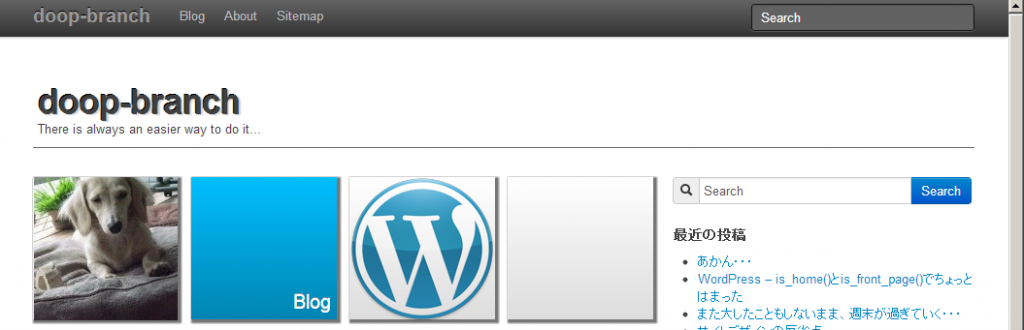 doop-branch Blog About Sitemap Search
doop-branch
There is always an easier way to do it...
Blog
W
Search Search
最近の投稿
あかん・・・
WordPress – is_home()とis_front_page()でちょっと
はまった
また大したこともしないまま、週末が過ぎていく・・・